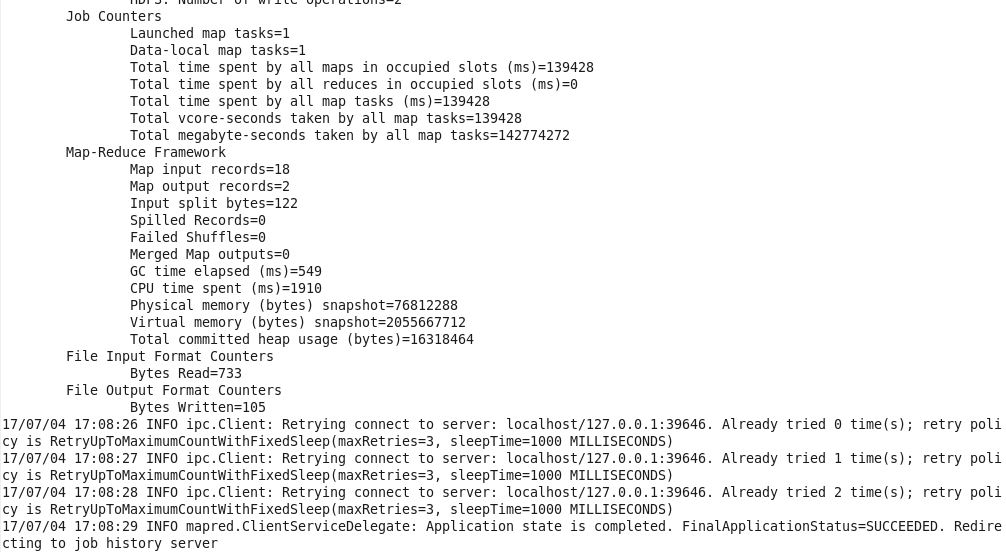 HDFS: Number of write operations=2
Job Counters
Launched map tasks=1
Data-local map tasks=1
Total time spent by all maps in occupied slots (ms)=139428
Total time spent by all reduces in occupied slots (ms)=0
Total time spent by all map tasks (ms)=139428
Total vcore-seconds taken by all map tasks=139428
Total megabyte-seconds taken by all map tasks=142774272
Map-Reduce Framework
Map input records=18
Map output records=2
Input split bytes=122
Spilled Records=0
Failed Shuffles=0
Merged Map outputs=0
GC time elapsed (ms)=549
CPU time spent (ms)=1910
Physical memory (bytes) snapshot=76812288
Virtual memory (bytes) snapshot=2055667712
Total committed heap usage (bytes)=16318464
File Input Format Counters
Bytes Read=733
File Output Format Counters
Bytes Written=105
17/07/04 17:08:26 INFO ipc.Client: Retrying connect to server: localhost/127.0.0.1:39646. Already tried 0 time(s); retry poli
cy is RetryUpToMaximumCountWithFixedSleep(maxRetries=3, sleepTime=1000 MILLISECONDS)
17/07/04 17:08:27 INFO ipc.Client: Retrying connect to server: localhost/127.0.0.1:39646. Already tried 1 time(s); retry poli
cy is RetryUpToMaximumCountWithFixedSleep(maxRetries=3, sleepTime=1000 MILLISECONDS)
17/07/04 17:08:28 INFO ipc.Client: Retrying connect to server: localhost/127.0.0.1:39646. Already tried 2 time(s); retry poli
cy is RetryUpToMaximumCountWithFixedSleep(maxRetries=3, sleepTime=1000 MILLISECONDS)
17/07/04 17:08:29 INFO mapred.ClientServiceDelegate: Application state is completed. FinalApplicationStatus=SUCCEEDED. Redire
cting to job history server